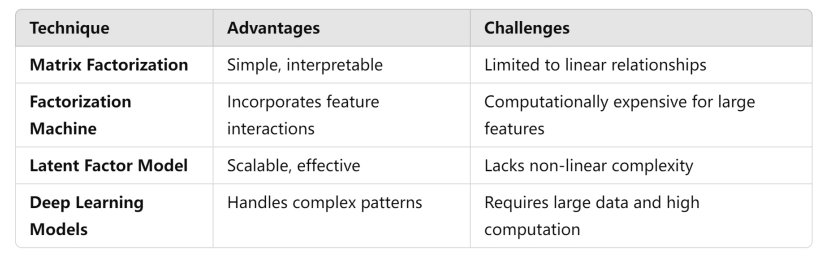 Technique Advantages Challenges
Matrix Factorization Simple, interpretable Limited to linear relationships
Factorization Incorporates feature Computationally expensive for large
Machine interactions features
Latent Factor Model Scalable, effective Lacks non-linear complexity
Deep Learning Handles complex patterns Requires large data and high
Models computation